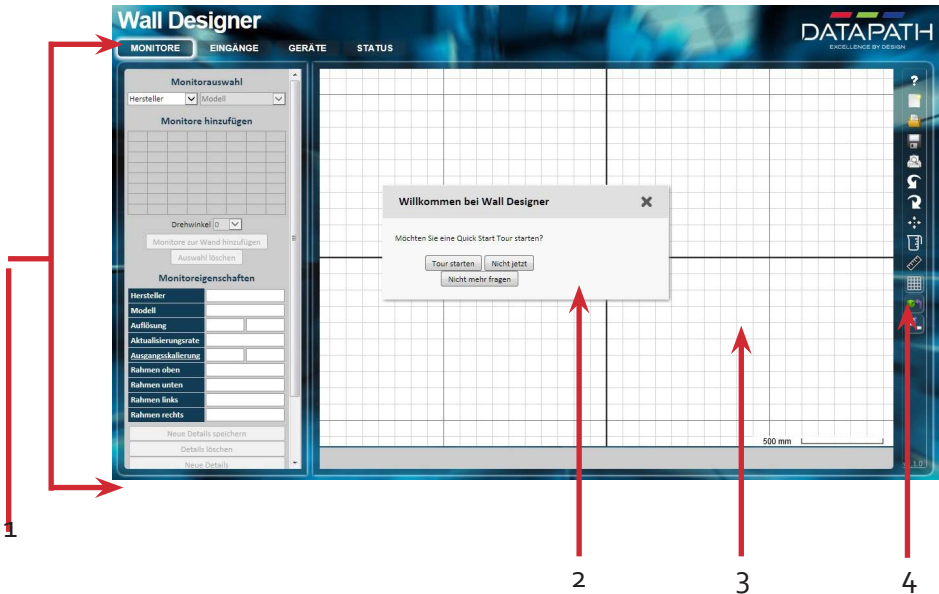 Wall Designer
DATAPATH
EXCELLENCE BY DESIGN
MONITORE EINGÄNGE GERÄTE STATUS
Monitorauswahl
Hersteller Modell
Monitore hinzufügen
Drehwinkel 0
Monitore zur Wand hinzufügen
Auswahl löschen
Monitoreigenschaften
Hersteller
Modell
Auflösung
Aktualisierungsrate
Ausgangsskalierung
Rahmen oben
Rahmen unten
Rahmen links
Rahmen rechts
Neue Details speichern
Details löschen
Neue Details
Willkommen bei Wall Designer
Möchten Sie eine Quick Start Tour starten?
Tour starten Nicht jetzt
Nicht mehr fragen
500 mm
?
1
2
3
4